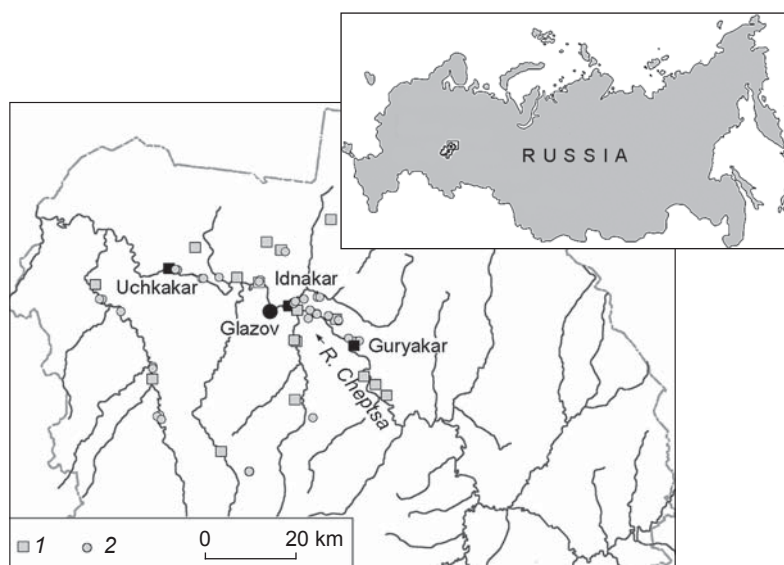 RUSSIA
Uchkakar
Idnakar
Glazov
Guryakar
R. Cheptsa
1 2
0 20 km